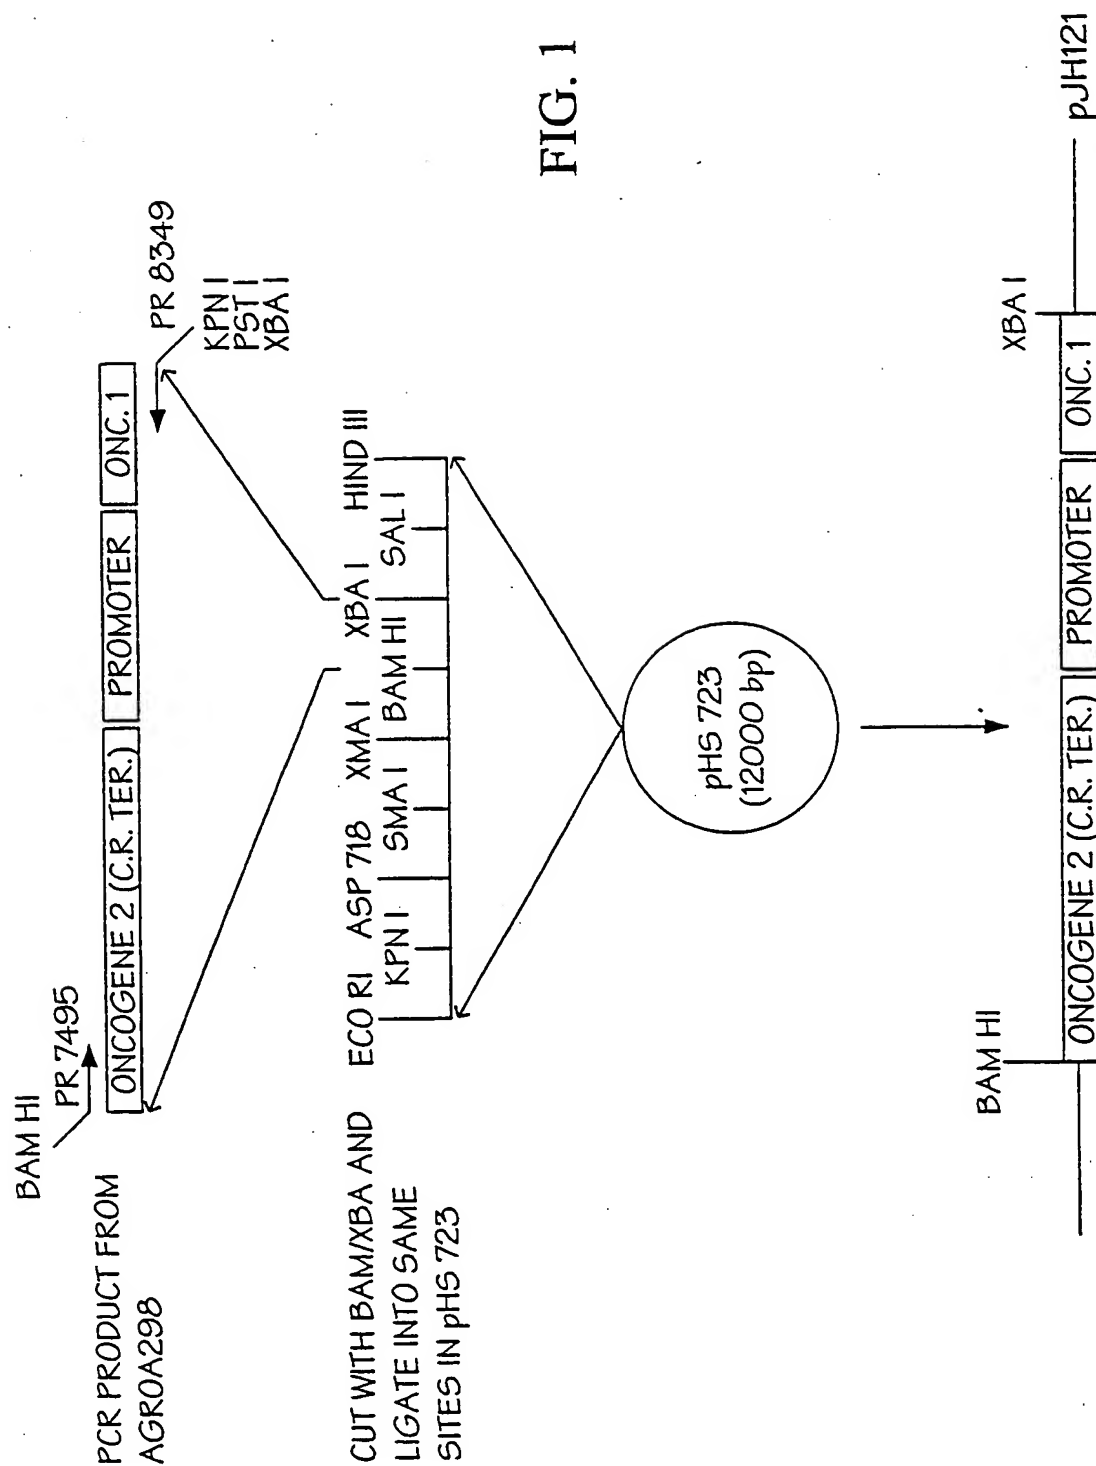 BAM HI
PR 7495
PCR PRODUCT FROM
AGROA298
ONCOGENE 2 (C.R. TER.) PROMOTER ONC. 1
PR 8349
KPN I
PST I
XBA I
CUT WITH BAM/XBA AND
LIGATE INTO SAME
SITES IN pHS 723
ECO RI ASP 718 XMA I XBA I HIND III
KPN I SMA I BAM HI SAL I
FIG. 1
pHS 723
(12000 bp)
BAM HI XBA I
ONCOGENE 2 (C.R. TER.) PROMOTER ONC. 1
pJH121